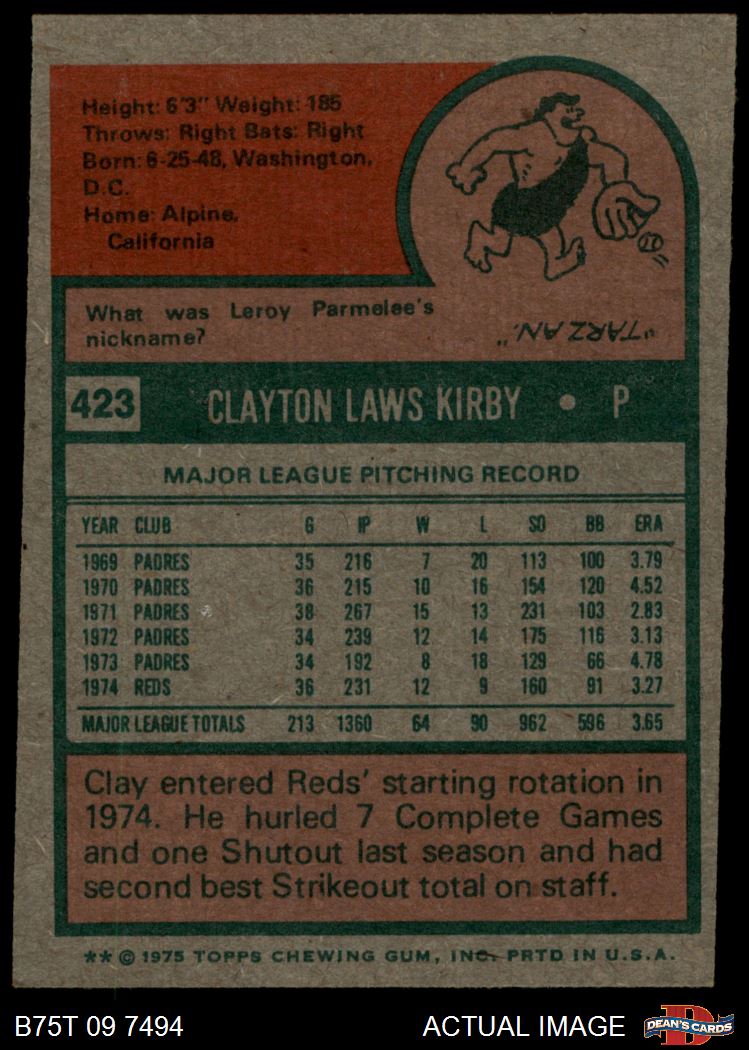 Height: 6'3" Weight: 185
Throws: Right Bats: Right
Born: 6-25-48, Washington,
D.C.
Home: Alpine,
California
What was Leroy Parmelee's
nickname?
"TARZAN."
423 CLAYTON LAWS KIRBY • P
MAJOR LEAGUE PITCHING RECORD
YEAR CLUB G IP W L SO BB ERA
1969 PADRES 35 216 7 20 113 100 3.79
1970 PADRES 36 215 10 16 154 120 4.52
1971 PADRES 38 267 15 13 231 103 2.83
1972 PADRES 34 239 12 14 175 116 3.13
1973 PADRES 34 192 8 18 129 66 4.78
1974 REDS 36 231 12 9 160 91 3.27
MAJOR LEAGUE TOTALS 213 1360 64 90 962 596 3.65
Clay entered Reds' starting rotation in
1974. He hurled 7 Complete Games
and one Shutout last season and had
second best Strikeout total on staff.
** © 1975 TOPPS CHEWING GUM, INC. PRTD IN U.S.A.
B75T 09 7494 ACTUAL IMAGE DEAN'S CARDS